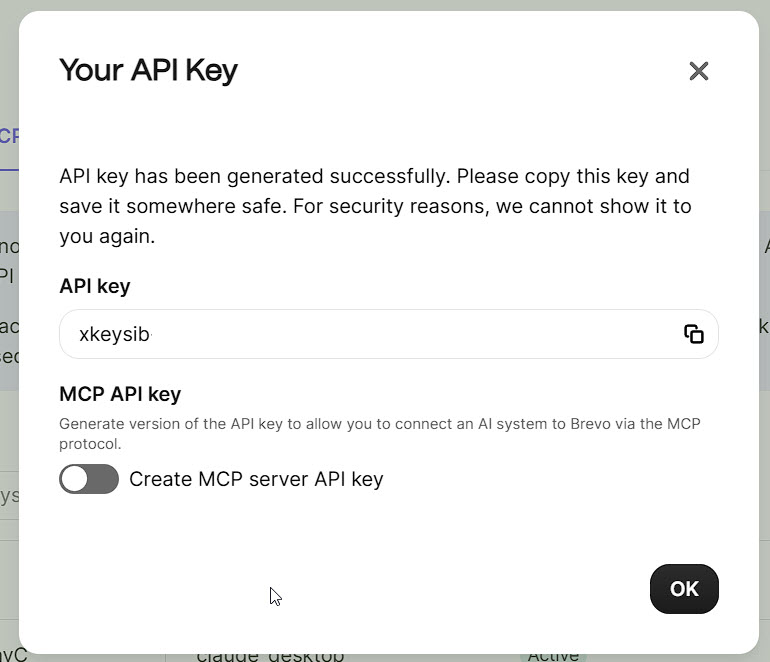 Your API Key
API key has been generated successfully. Please copy this key and
save it somewhere safe. For security reasons, we cannot show it to
you again.
API key
xkeysib
MCP API key
Generate version of the API key to allow you to connect an AI system to Brevo via the MCP
protocol.
Create MCP server API key
OK
claude_desktop
Active